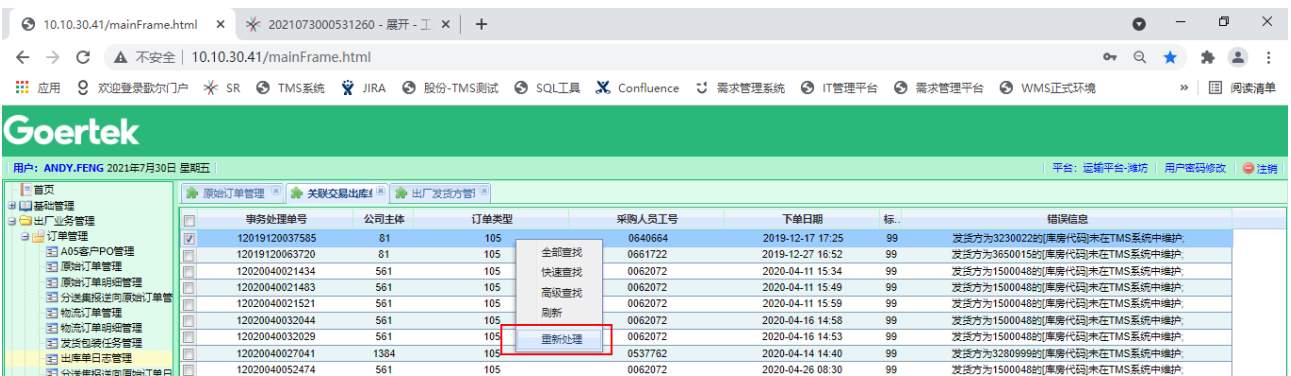 10.10.30.41/mainFrame.html × 2021073000531260 - 展开 - 工 × +
不安全 | 10.10.30.41/mainFrame.html
应用 欢迎登录歌尔门户 SR TMS系统 JIRA 股份-TMS测试 SQL工具 Confluence 需求管理系统 IT管理平台 需求管理平台 WMS正式环境 » 阅读清单
Goertek
用户: ANDY.FENG 2021年7月30日 星期五 平台: 运输平台-潍坊 用户密码修改 注销
首页
基础管理
出厂业务管理
订单管理
A05客户PO管理
原始订单管理
原始订单明细管理
分送集报逆向原始订单管
物流订单管理
物流订单明细管理
发货包装任务管理
出库单日志管理
分送集报逆向原始订单日
原始订单管理 关联交易出库 出厂发货方管
事务处理单号 公司主体 订单类型 采购人员工号 下单日期 标.. 错误信息
12019120037585 81 105 0640664 2019-12-17 17:25 99 发货方为3230022的[库房代码]未在TMS系统中维护;
12019120063720 81 105 0661722 2019-12-27 16:52 99 发货方为3650015的[库房代码]未在TMS系统中维护;
12020040021434 561 105 0062072 2020-04-11 15:34 99 发货方为1500048的[库房代码]未在TMS系统中维护;
12020040021483 561 105 0062072 2020-04-11 15:49 99 发货方为1500048的[库房代码]未在TMS系统中维护;
12020040021521 561 105 0062072 2020-04-11 15:59 99 发货方为1500048的[库房代码]未在TMS系统中维护;
12020040032044 561 105 0062072 2020-04-16 14:58 99 发货方为1500048的[库房代码]未在TMS系统中维护;
12020040032029 561 105 0062072 2020-04-16 14:53 99 发货方为1500048的[库房代码]未在TMS系统中维护;
12020040027041 1384 105 0537762 2020-04-14 14:40 99 发货方为3280999的[库房代码]未在TMS系统中维护;
12020040052474 561 105 0062072 2020-04-26 08:30 99 发货方为1500048的[库房代码]未在TMS系统中维护;
全部查找
快速查找
高级查找
刷新
重新处理